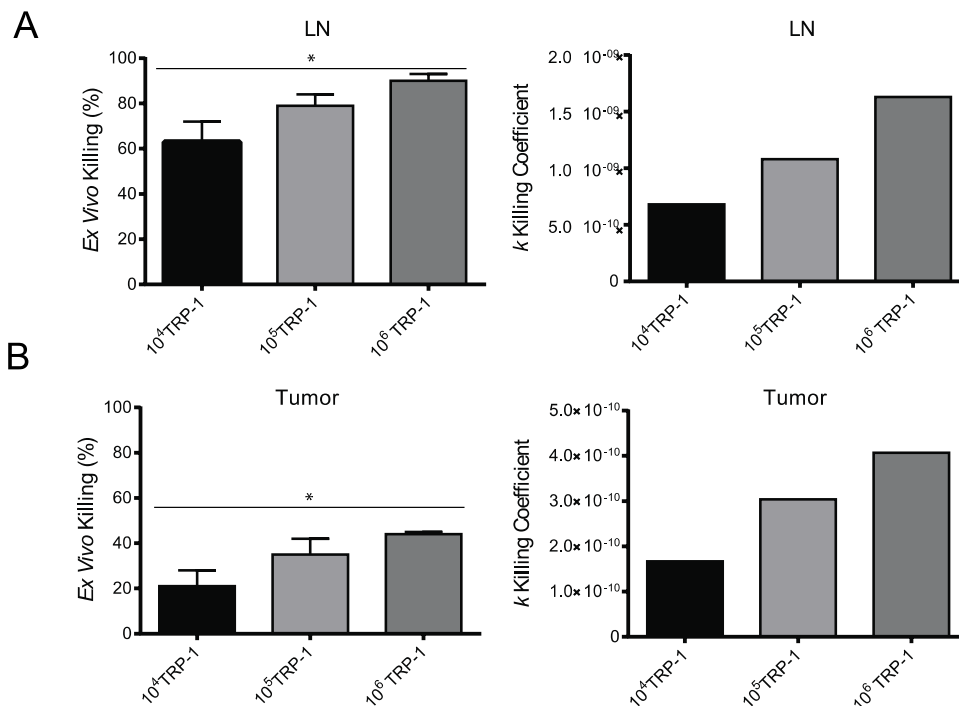 A
LN
Ex Vivo Killing (%)
100
80
60
40
20
0
*
10⁴TRP-1
10⁵TRP-1
10⁶ TRP-1
LN
k Killing Coefficient
2.0 × 10⁻⁰⁹
1.5 × 10⁻⁰⁹
1.0 × 10⁻⁰⁹
5.0 × 10⁻¹⁰
0
10⁴TRP-1
10⁵TRP-1
10⁶ TRP-1
B
Tumor
Ex Vivo Killing (%)
100
80
60
40
20
0
*
10⁴TRP-1
10⁵TRP-1
10⁶ TRP-1
Tumor
k Killing Coefficient
5.0× 10⁻¹⁰
4.0× 10⁻¹⁰
3.0× 10⁻¹⁰
2.0× 10⁻¹⁰
1.0× 10⁻¹⁰
0
10⁴TRP-1
10⁵TRP-1
10⁶ TRP-1